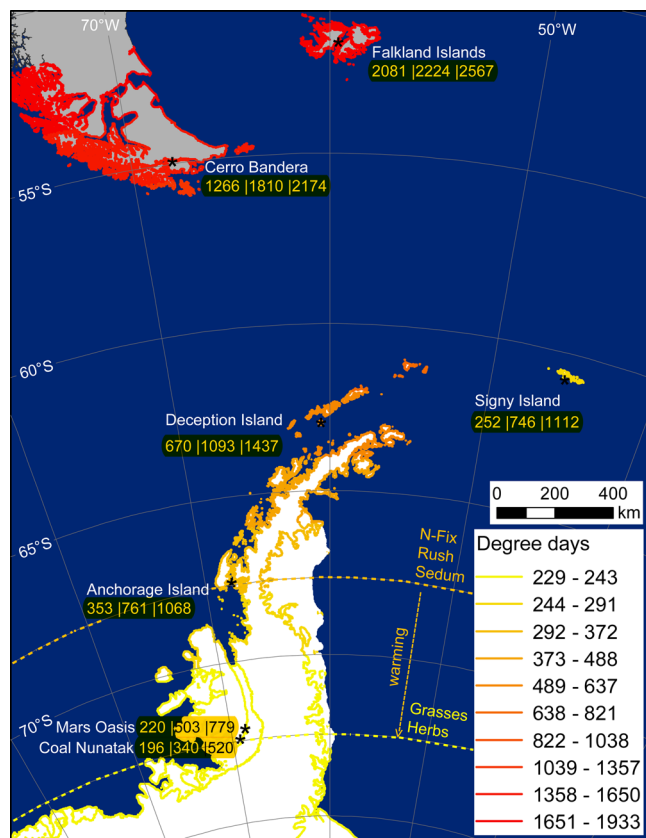 70°W
50°W
Falkland Islands
2081 |2224 |2567
Cerro Bandera
1266 |1810 |2174
55°S
60°S
Signy Island
252 |746 |1112
Deception Island
670 |1093 |1437
0 200 400
km
N-Fix
Rush
Sedum
65°S
Anchorage Island
353 |761 |1068
warming
Grasses
Herbs
70°S
Mars Oasis 220 |503 |779
Coal Nunatak 196 |340 |520
Degree days
229 - 243
244 - 291
292 - 372
373 - 488
489 - 637
638 - 821
822 - 1038
1039 - 1357
1358 - 1650
1651 - 1933